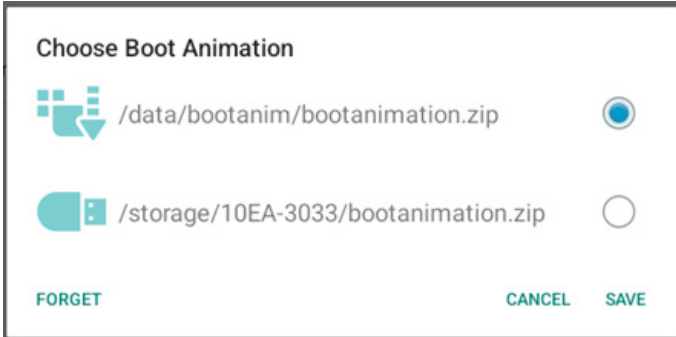 Choose Boot Animation
/data/bootanim/bootanimation.zip
/storage/10EA-3033/bootanimation.zip
FORGET CANCEL SAVE